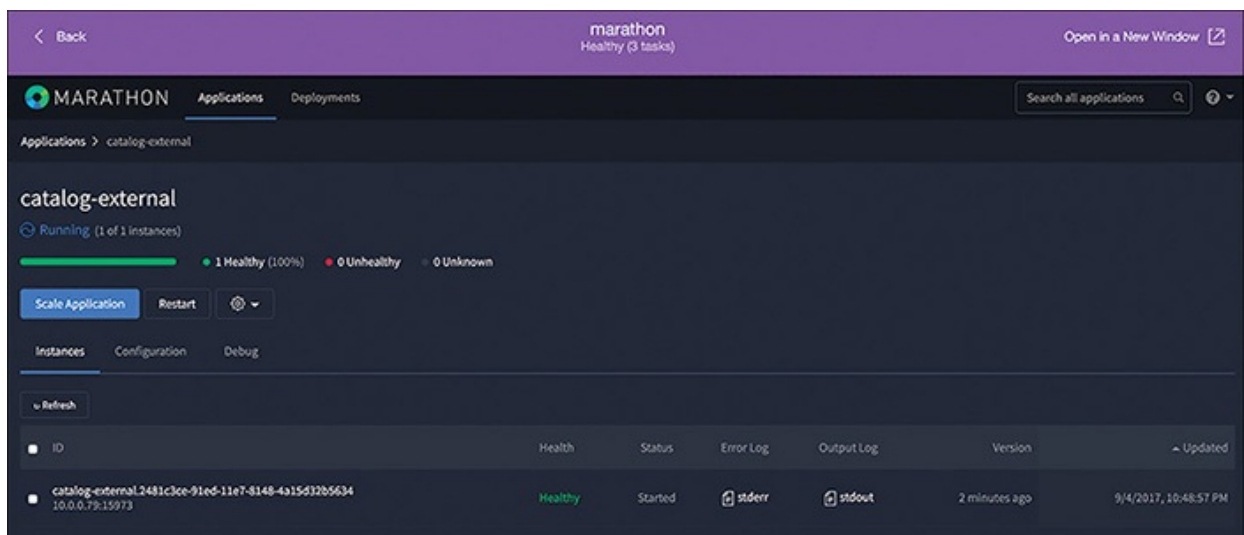 Back
marathon
Healthy (3 tasks)
Open in a New Window
MARATHON Applications Deployments Search all applications
Applications > catalog-external
catalog-external
Running (1 of 1 instances)
1 Healthy (100%) 0 Unhealthy 0 Unknown
Scale Application Restart
Instances Configuration Debug
Refresh
ID Health Status Error Log Output Log Version Updated
catalog-external.2481c3ce-91ed-11e7-8148-4a15d32b5634 Healthy Started stderr stdout 2 minutes ago 9/4/2017, 10:48:57 PM
10.0.0.79:15973